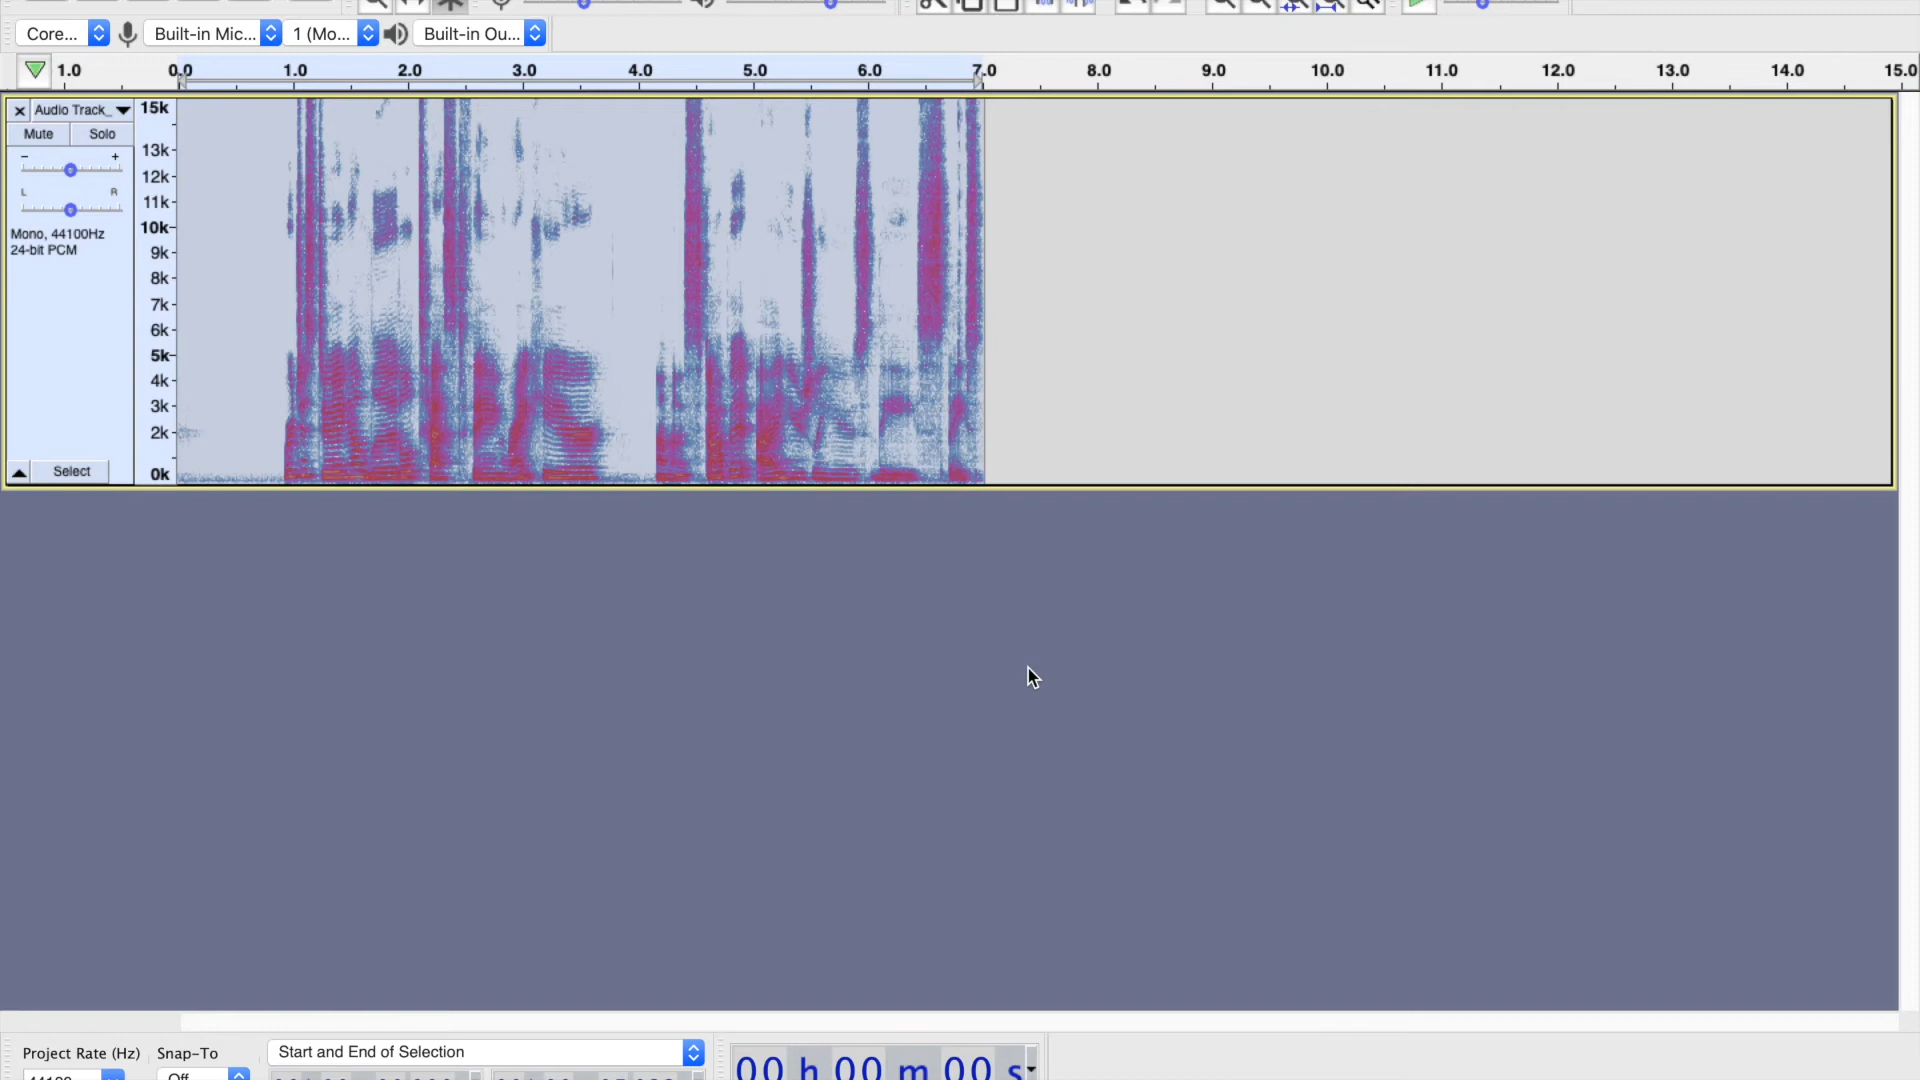 Core... Built-in Mic... 1 (Mo... Built-in Ou...
1.0 0.0 1.0 2.0 3.0 4.0 5.0 6.0 7.0 8.0 9.0 10.0 11.0 12.0 13.0 14.0 15.0
Audio Track_
Mute Solo
- +
L R
Mono, 44100Hz
24-bit PCM
Select
15k
13k
12k
11k
10k
9k
8k
7k
6k
5k
4k
3k
2k
0k
Project Rate (Hz) Snap-To Start and End of Selection
44100 Off 00 h 00 m 00 s